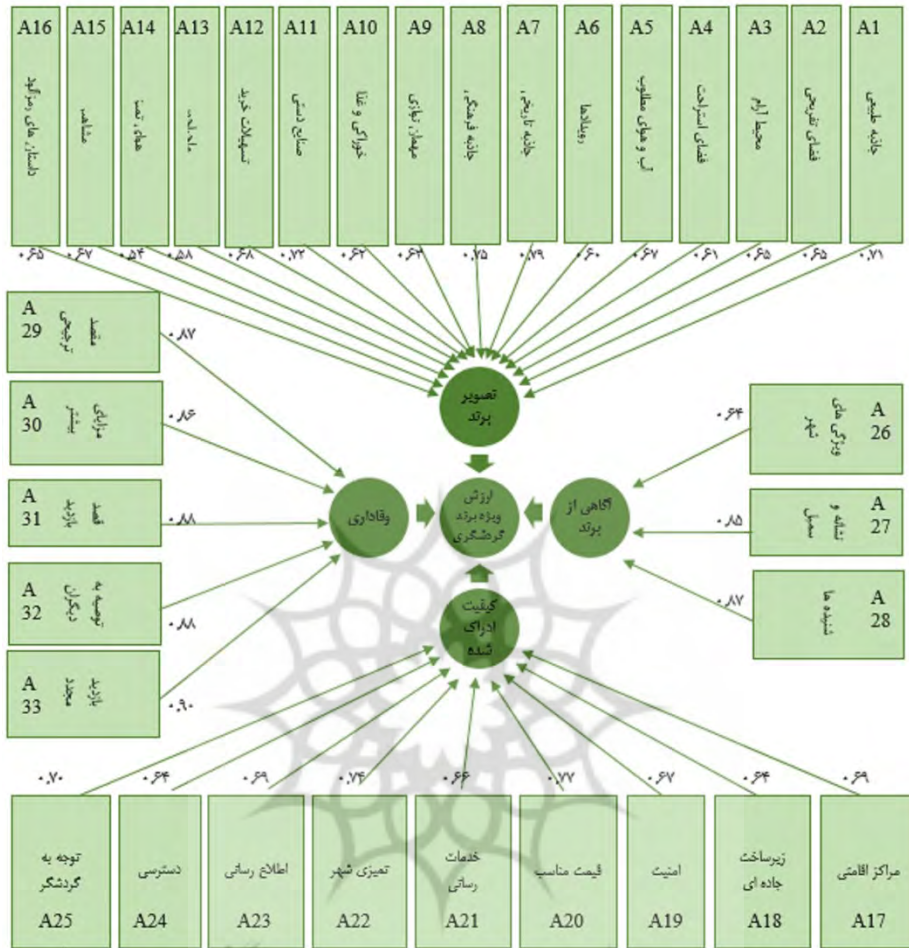 A1
جاذبه طبیعی
A2
فضای تفریحی
A3
محیط آرام
A4
فضای استراحت
A5
آب و هوای مطلوب
A6
رویدادها
A7
جاذبه تاریخی
A8
جاذبه فرهنگی
A9
مهمان نوازی
A10
خوراکی و غذا
A11
صنایع دستی
A12
تسهیلات خرید
A13
A14
A15
مشاهیر
A16
داستان های رمزآلود
۰.۷۱
۰.۶۵
۰.۶۵
۰.۶۱
۰.۶۷
۰.۶۰
۰.۷۹
۰.۷۵
۰.۶۳
۰.۶۲
۰.۷۲
۰.۶۸
۰.۵۸
۰.۵۴
۰.۶۷
۰.۶۵
تصویر
برند
ارزش
ویژه برند
گردشگری
آگاهی از
برند
وفاداری
کیفیت
ادراک
شده
A
26
ویژگی های
شهر
۰.۶۴
A
27
نشانه و
سمبل
۰.۸۵
A
28
شنیده ها
۰.۸۷
A
29
مقصد
ترجیحی
۰.۸۷
A
30
مزایای
بیشتر
۰.۸۶
A
31
قصد
بازدید
۰.۸۸
A
32
توصیه به
دیگران
۰.۸۸
A
33
بازدید
مجدد
۰.۹۰
۰.۶۹
۰.۶۴
۰.۶۷
۰.۷۷
۰.۶۶
۰.۷۴
۰.۶۹
۰.۶۴
۰.۷۰
مراکز اقامتی
A17
زیرساخت
جاده ای
A18
امنیت
A19
قیمت مناسب
A20
خدمات
رسانی
A21
تمیزی شهر
A22
اطلاع رسانی
A23
دسترسی
A24
توجه به
گردشگر
A25